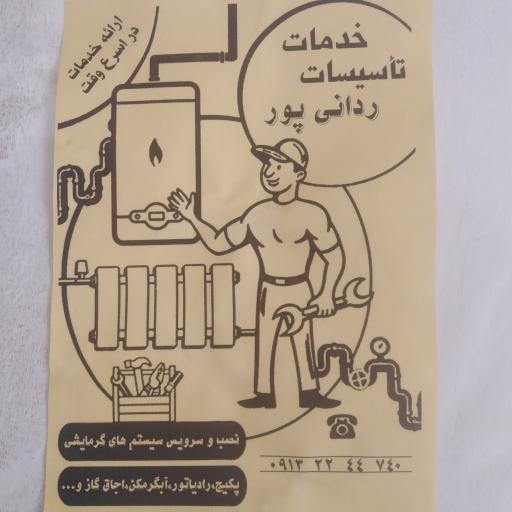 خدمات
تأسیسات
ردانی پور
ارائه خدمات
در اسرع وقت
نصب و سرویس سیستم های گرمایشی
پکیج،رادیاتور،آبگرمکن،اجاق گاز و...
۰۹۱۳ ۲۲ ۴۴ ۷۴۰